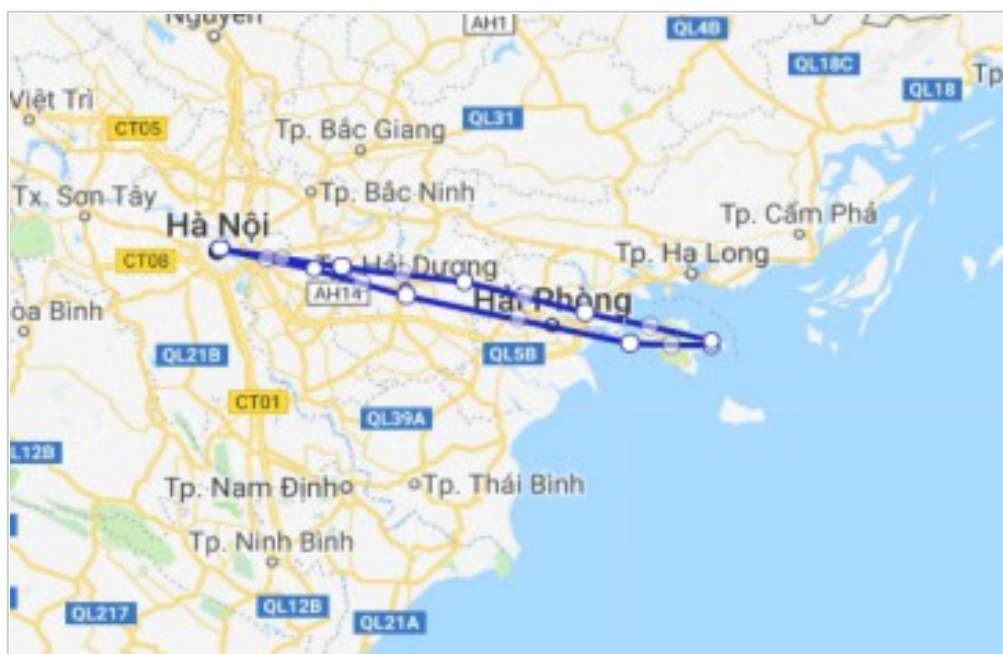 Nguyên
AH1
QL4B
QL18C
Tp
QL18
Việt Trì
CT05
QL31
Tp. Bắc Giang
Tp. Bắc Ninh
Tx. Sơn Tây
Hà Nội
Tp. Cẩm Phả
CT08
Tp. Hải Dương
Tp. Hạ Long
AH14
Hải Phòng
òa Bình
QL21B
QL5B
CT01
QL39A
L12B
Tp. Nam Định
Tp. Thái Bình
Tp. Ninh Bình
QL217
QL12B
QL21A